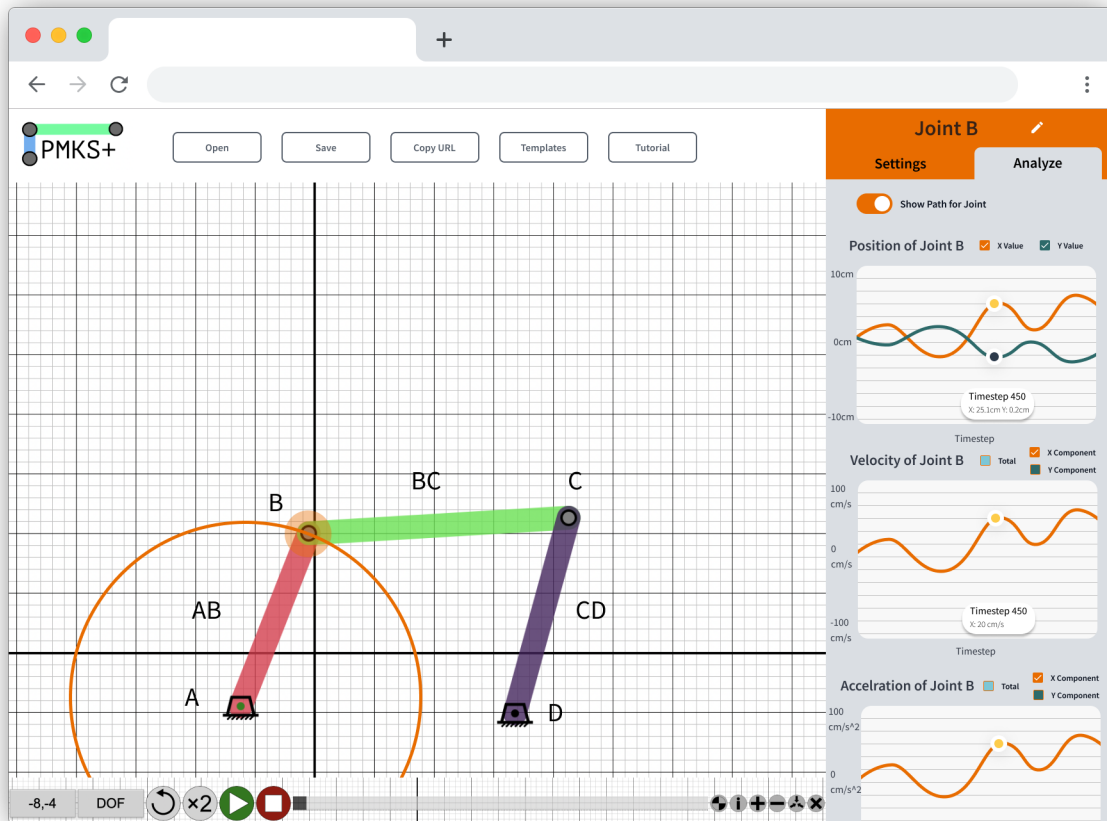 PMKS+
Open
Save
Copy URL
Templates
Tutorial
B
BC
C
AB
CD
A
D
-8,-4
DOF
×2
Joint B
Settings
Analyze
Show Path for Joint
Position of Joint B
X Value
Y Value
10cm
0cm
-10cm
Timestep 450
X: 25.1cm Y: 0.2cm
Timestep
Velocity of Joint B
Total
X Component
Y Component
100
cm/s
0
cm/s
-100
cm/s
Timestep 450
X: 20 cm/s
Timestep
Accelration of Joint B
Total
X Component
Y Component
100
cm/s^2
0
cm/s^2